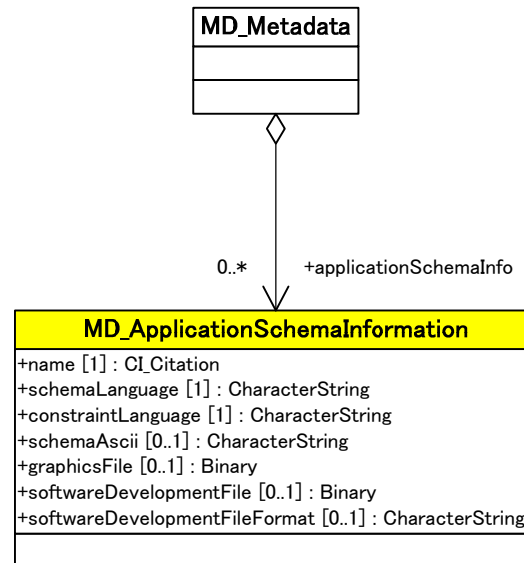 MD_Metadata
0..* +applicationSchemaInfo
MD_ApplicationSchemaInformation
+name [1] : CI_Citation
+schemaLanguage [1] : CharacterString
+constraintLanguage [1] : CharacterString
+schemaAscii [0..1] : CharacterString
+graphicsFile [0..1] : Binary
+softwareDevelopmentFile [0..1] : Binary
+softwareDevelopmentFileFormat [0..1] : CharacterString